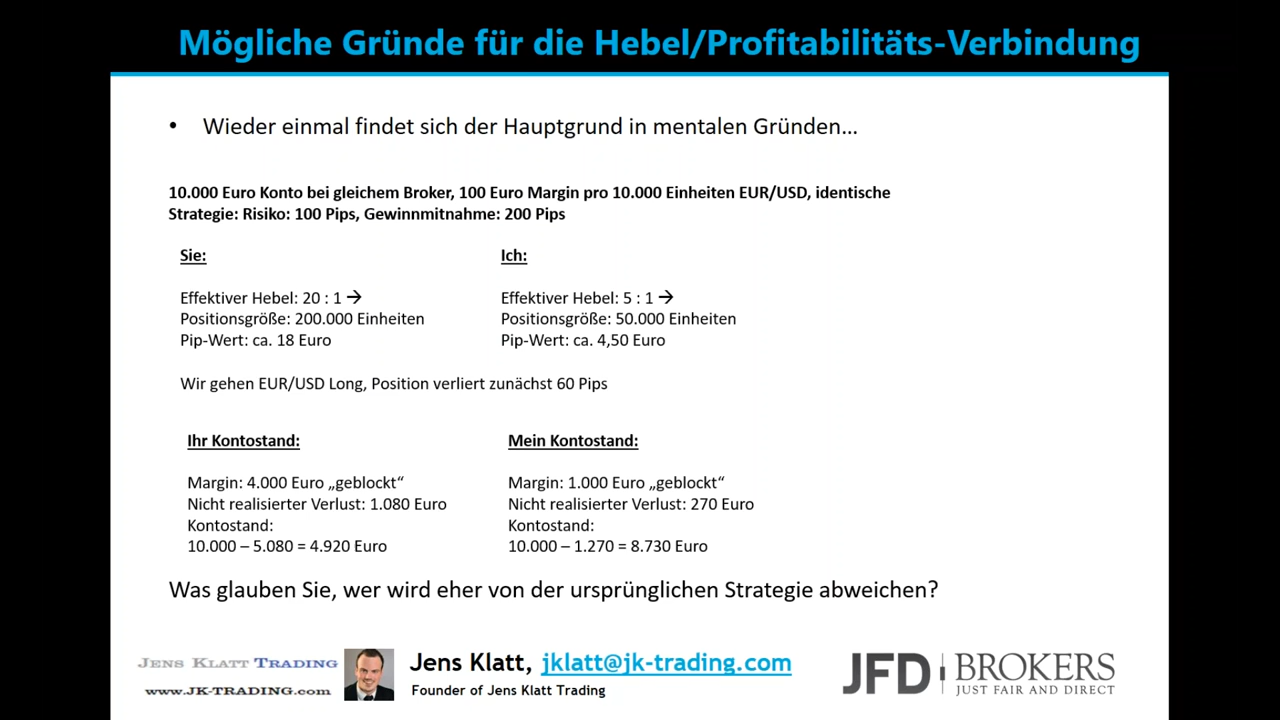 Mögliche Gründe für die Hebel/Profitabilitäts-Verbindung
• Wieder einmal findet sich der Hauptgrund in mentalen Gründen...
10.000 Euro Konto bei gleichem Broker, 100 Euro Margin pro 10.000 Einheiten EUR/USD, identische
Strategie: Risiko: 100 Pips, Gewinnmitnahme: 200 Pips
Sie:
Effektiver Hebel: 20 : 1 →
Positionsgröße: 200.000 Einheiten
Pip-Wert: ca. 18 Euro
Ich:
Effektiver Hebel: 5 : 1 →
Positionsgröße: 50.000 Einheiten
Pip-Wert: ca. 4,50 Euro
Wir gehen EUR/USD Long, Position verliert zunächst 60 Pips
Ihr Kontostand:
Margin: 4.000 Euro „geblockt“
Nicht realisierter Verlust: 1.080 Euro
Kontostand:
10.000 – 5.080 = 4.920 Euro
Mein Kontostand:
Margin: 1.000 Euro „geblockt“
Nicht realisierter Verlust: 270 Euro
Kontostand:
10.000 – 1.270 = 8.730 Euro
Was glauben Sie, wer wird eher von der ursprünglichen Strategie abweichen?
JENS KLATT TRADING
www.JK-TRADING.com
Jens Klatt, jklatt@jk-trading.com
Founder of Jens Klatt Trading
JFD BROKERS
JUST FAIR AND DIRECT